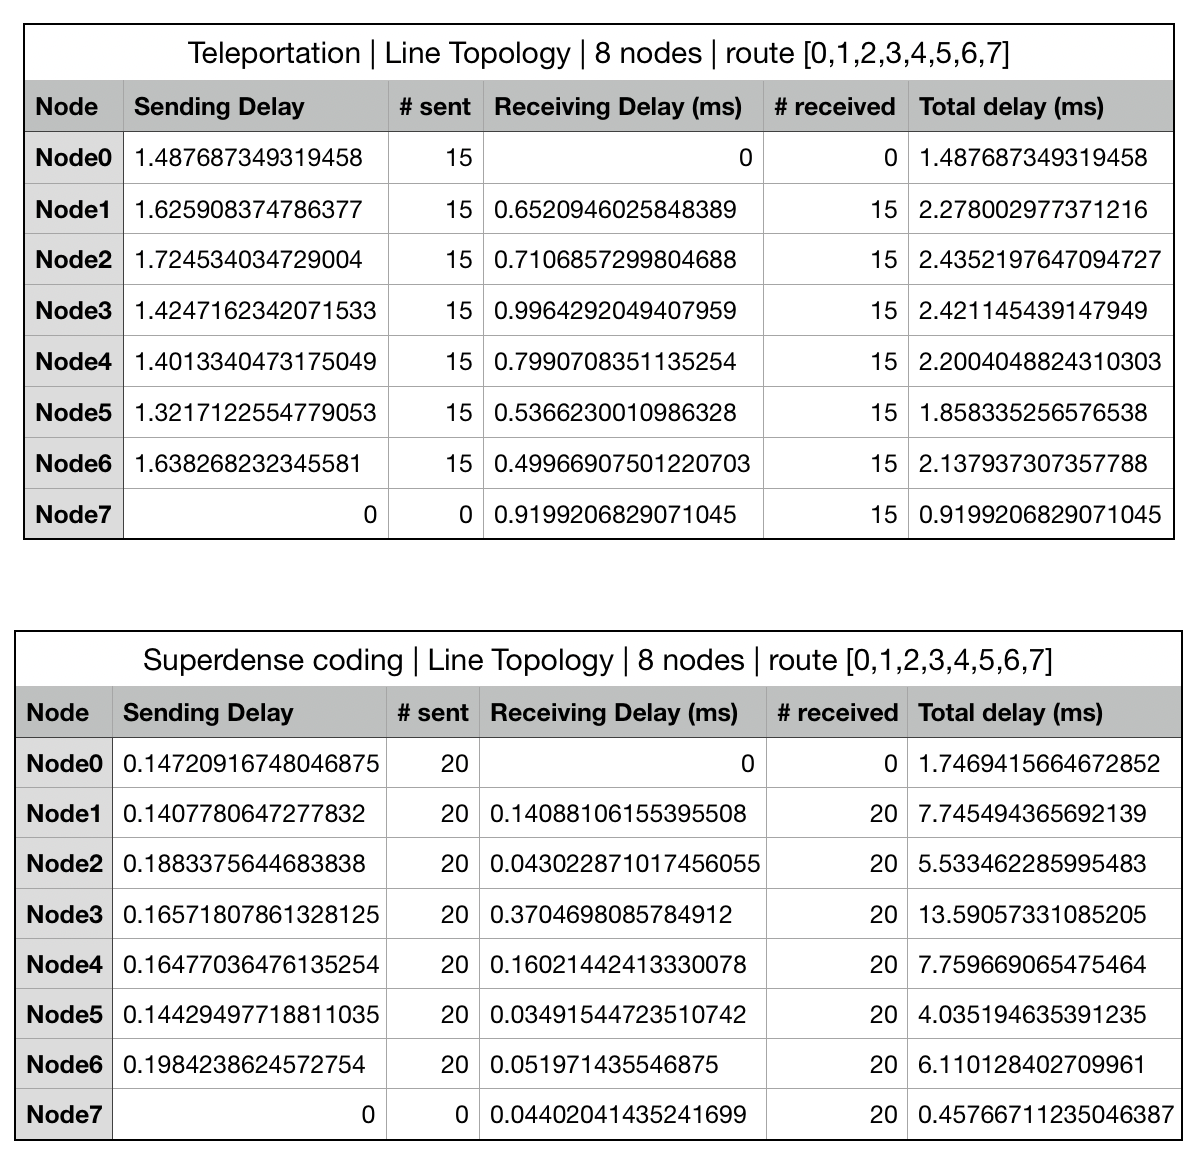 Teleportation | Line Topology | 8 nodes | route [0,1,2,3,4,5,6,7]
Node Sending Delay # sent Receiving Delay (ms) # received Total delay (ms)
Node0 1.487687349319458 15 0 0 1.487687349319458
Node1 1.625908374786377 15 0.6520946025848389 15 2.278002977371216
Node2 1.724534034729004 15 0.7106857299804688 15 2.4352197647094727
Node3 1.4247162342071533 15 0.9964292049407959 15 2.421145439147949
Node4 1.4013340473175049 15 0.7990708351135254 15 2.2004048824310303
Node5 1.3217122554779053 15 0.5366230010986328 15 1.858335256576538
Node6 1.638268232345581 15 0.49966907501220703 15 2.137937307357788
Node7 0 0 0.9199206829071045 15 0.9199206829071045
Superdense coding | Line Topology | 8 nodes | route [0,1,2,3,4,5,6,7]
Node Sending Delay # sent Receiving Delay (ms) # received Total delay (ms)
Node0 0.14720916748046875 20 0 0 1.7469415664672852
Node1 0.1407780647277832 20 0.14088106155395508 20 7.745494365692139
Node2 0.1883375644683838 20 0.043022871017456055 20 5.533462285995483
Node3 0.16571807861328125 20 0.3704698085784912 20 13.59057331085205
Node4 0.16477036476135254 20 0.16021442413330078 20 7.759669065475464
Node5 0.14429497718811035 20 0.03491544723510742 20 4.035194635391235
Node6 0.1984238624572754 20 0.051971435546875 20 6.110128402709961
Node7 0 0 0.04402041435241699 20 0.45766711235046387